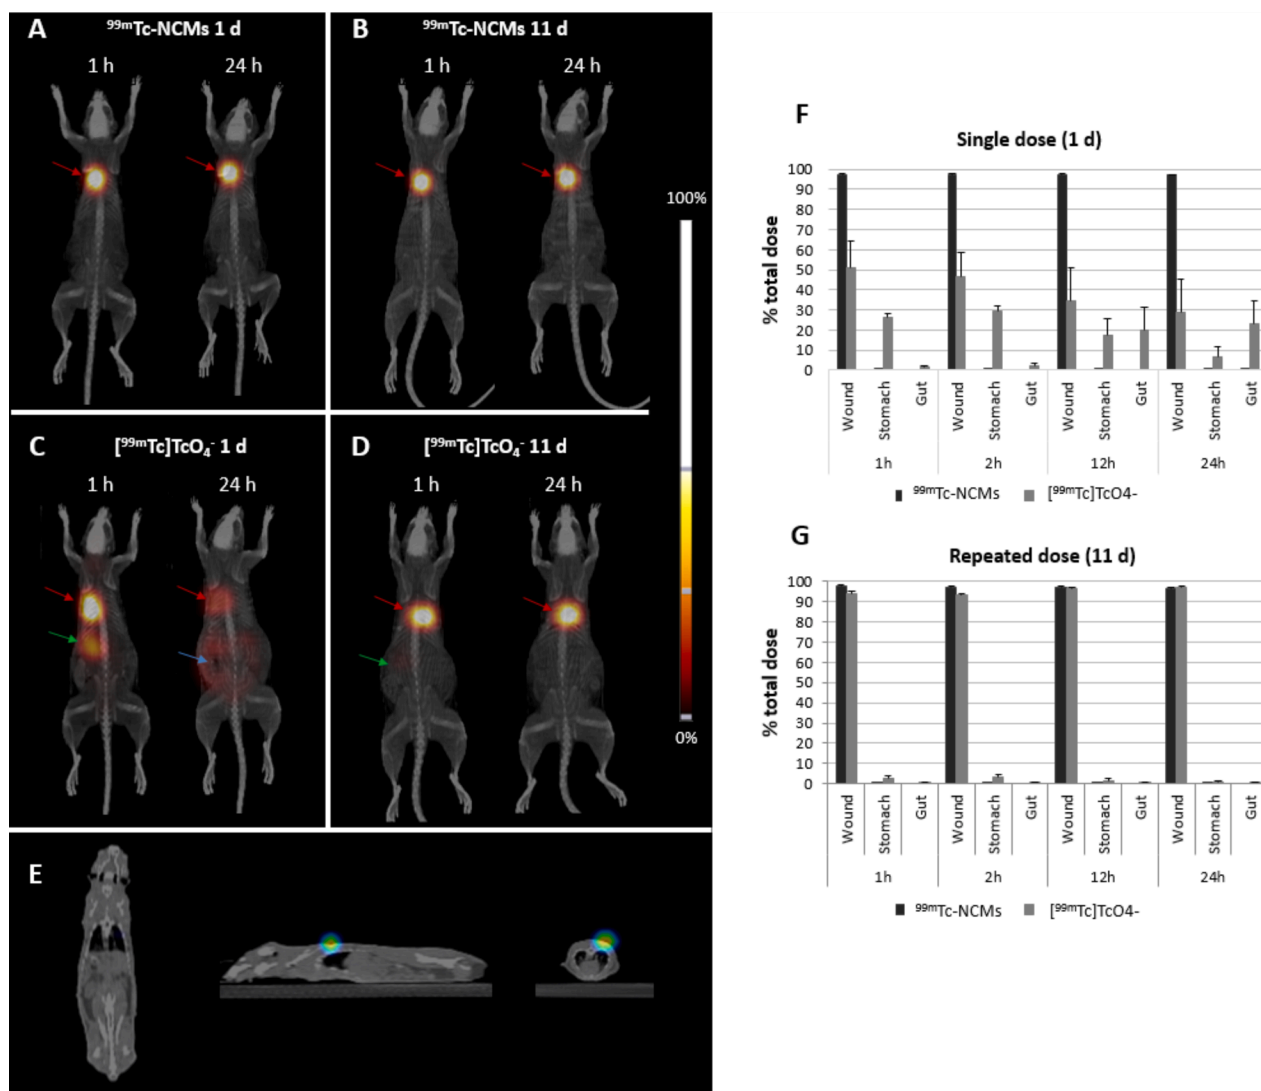 A
⁹⁹ᵐTc-NCMs 1 d
1 h
24 h
B
⁹⁹ᵐTc-NCMs 11 d
1 h
24 h
100%
0%
C
[⁹⁹ᵐTc]TcO₄⁻ 1 d
1 h
24 h
D
[⁹⁹ᵐTc]TcO₄⁻ 11 d
1 h
24 h
E
F
Single dose (1 d)
% total dose
100
90
80
70
60
50
40
30
20
10
0
Wound Stomach Gut Wound Stomach Gut Wound Stomach Gut Wound Stomach Gut
1h 2h 12h 24h
⁹⁹ᵐTc-NCMs [⁹⁹ᵐTc]TcO4-
G
Repeated dose (11 d)
% total dose
100
90
80
70
60
50
40
30
20
10
0
Wound Stomach Gut Wound Stomach Gut Wound Stomach Gut Wound Stomach Gut
1h 2h 12h 24h
⁹⁹ᵐTc-NCMs [⁹⁹ᵐTc]TcO4-